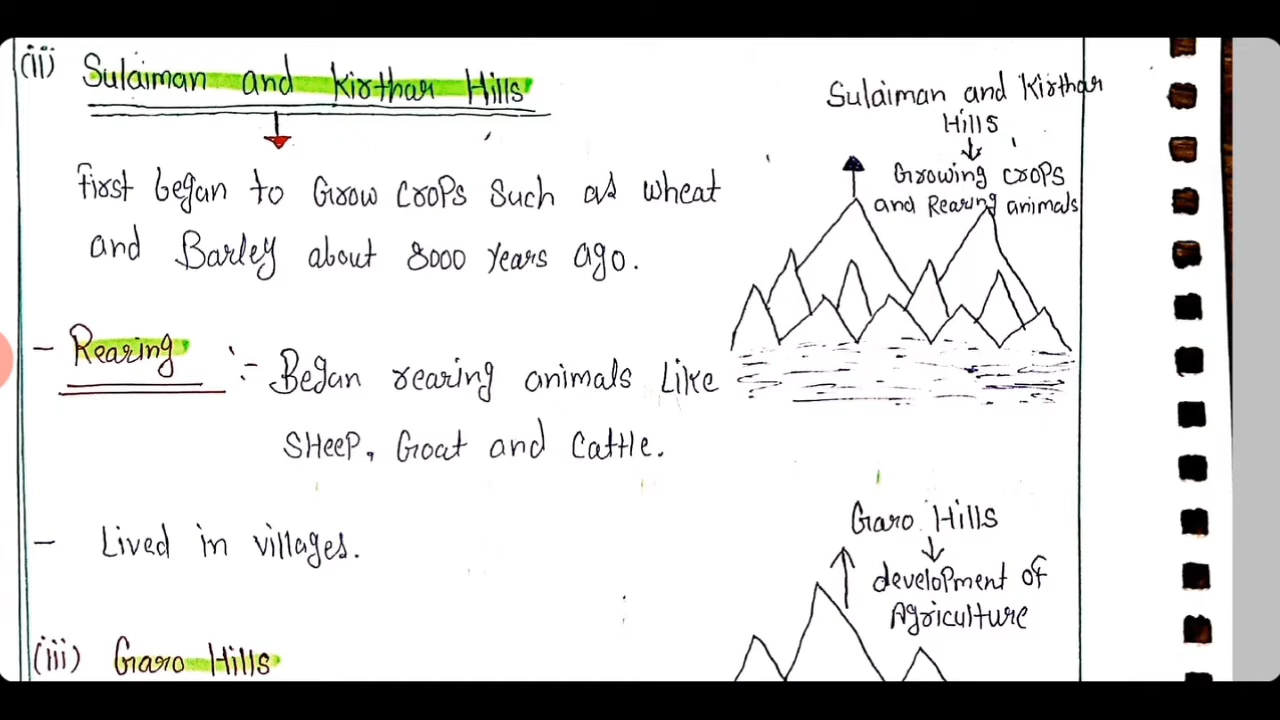 (ii) Sulaiman and Kirthar Hills
First began to Grow crops such as wheat
and Barley about 8000 years ago.
- Rearing :- Began rearing animals like
Sheep, Goat and cattle.
- Lived in villages.
(iii) Garo Hills
Sulaiman and Kirthar
Hills
Growing crops
and Rearing animals
Garo Hills
development of
Agriculture